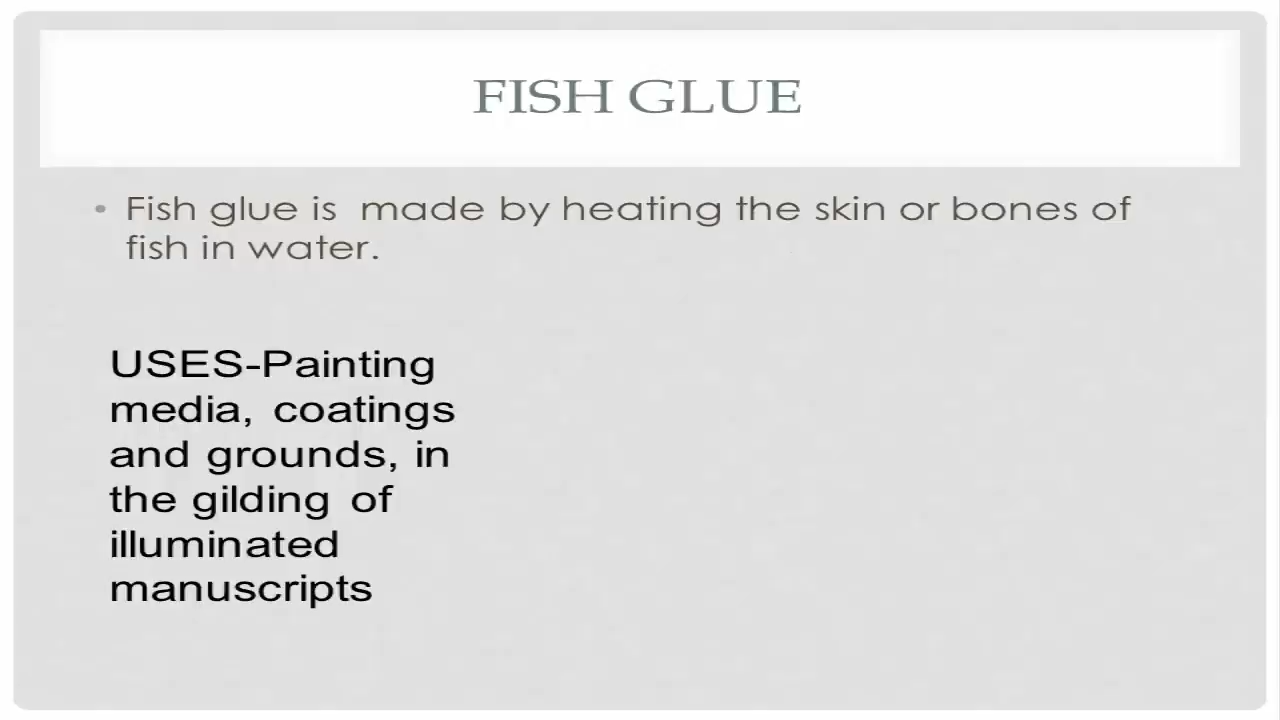 FISH GLUE
• Fish glue is made by heating the skin or bones of
fish in water.
USES-Painting
media, coatings
and grounds, in
the gilding of
illuminated
manuscripts